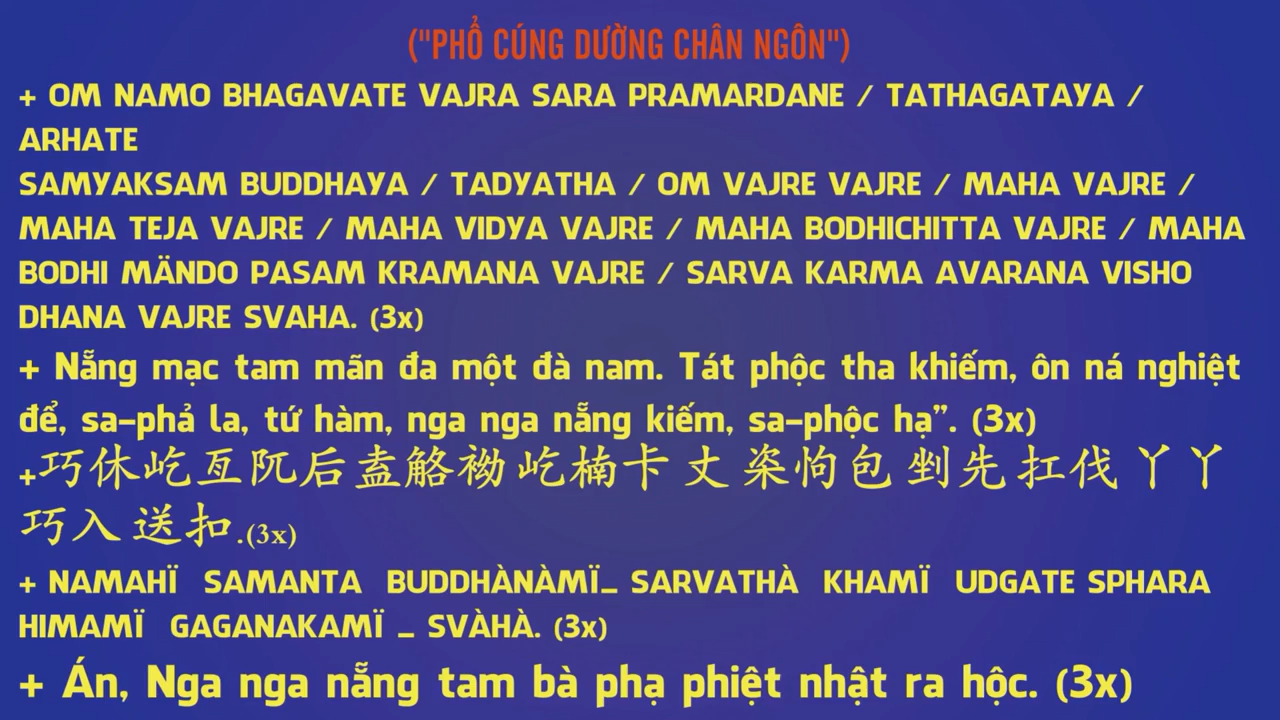 ("PHỔ CÚNG DƯỜNG CHÂN NGÔN")
+ OM NAMO BHAGAVATE VAJRA SARA PRAMARDANE / TATHAGATAYA /
ARHATE
SAMYAKSAM BUDDHAYA / TADYATHA / OM VAJRE VAJRE / MAHA VAJRE /
MAHA TEJA VAJRE / MAHA VIDYA VAJRE / MAHA BODHICHITTA VAJRE / MAHA
BODHI MÄNDO PASAM KRAMANA VAJRE / SARVA KARMA AVARANA VISHO
DHANA VAJRE SVAHA. (3x)
+ Nẵng mạc tam mãn đa một đà nam. Tát phộc tha khiếm, ôn ná nghiệt
để, sa-phả la, tứ hàm, nga nga nẵng kiếm, sa-phộc hạ”. (3x)
+巧休屹亙阢后盍觡袎屹楠卡丈栥恦包剉先扛伐丫丫
巧入送扣.(3x)
+ NAMAHÏ SAMANTA BUDDHÀNÀMÏ_ SARVATHÀ KHAMÏ UDGATE SPHARA
HIMAMÏ GAGANAKAMÏ _ SVÀHÀ. (3x)
+ Án, Nga nga nẵng tam bà phạ phiệt nhật ra hộc. (3x)